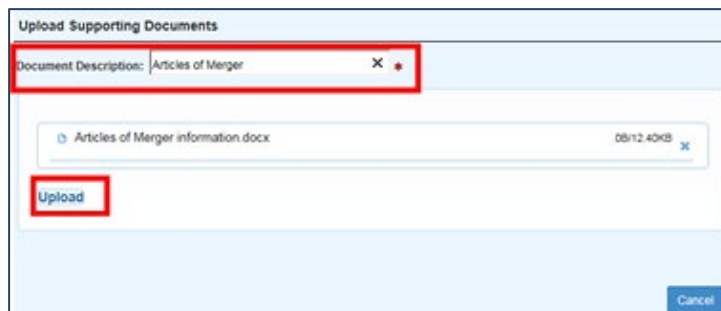 Upload Supporting Documents
Document Description: Articles of Merger X *
Articles of Merger information.docx 0B/12.40KB x
Upload
Cancel